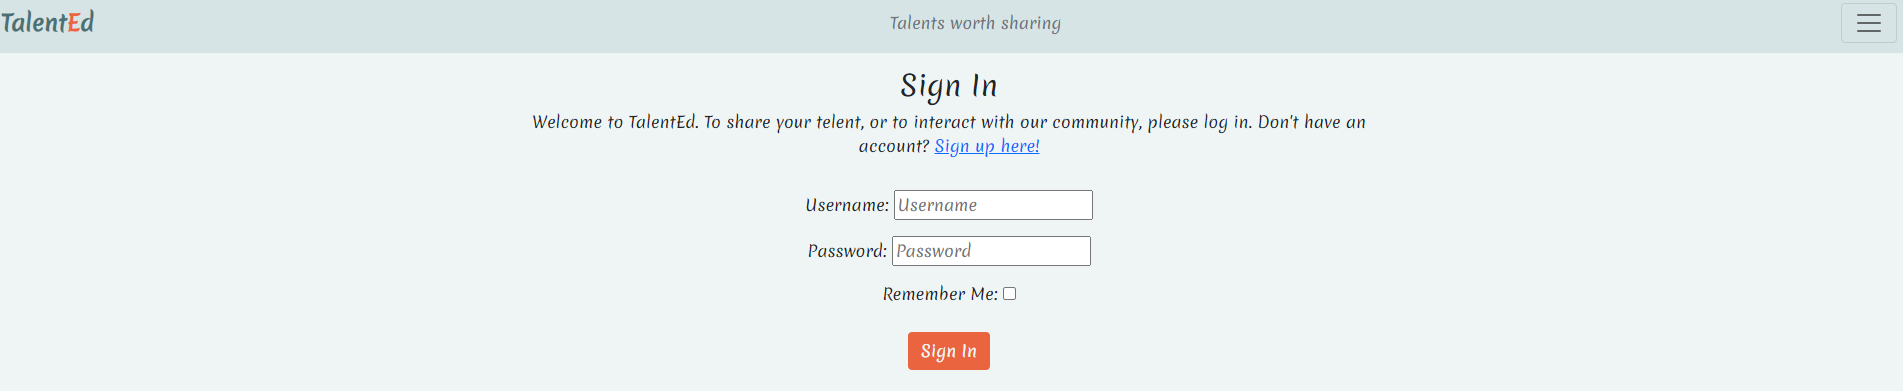 TalentEd
Talents worth sharing
Sign In
Welcome to TalentEd. To share your telent, or to interact with our community, please log in. Don't have an
account? Sign up here!
Username: Username
Password: Password
Remember Me:
Sign In